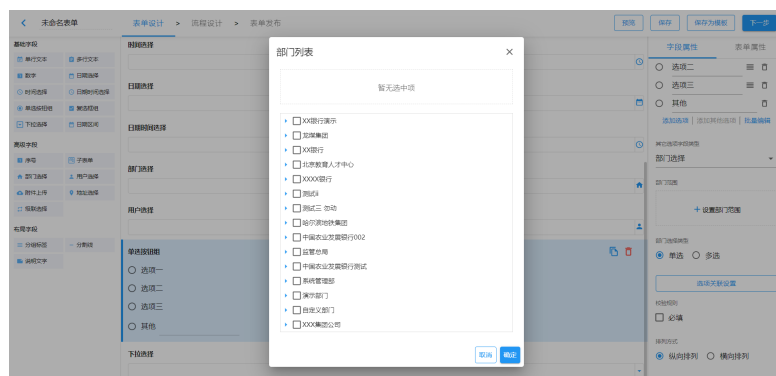 未命名表单
表单设计 > 流程设计 > 表单发布
预览
保存
保存为模板
下一步
基础字段
单行文本 多行文本
数字 日期选择
时间选择 日期时间选择
单选按钮组 复选框组
下拉选择 日期区间
高级字段
序号 子表单
部门选择 用户选择
附件上传 地址选择
级联选择
布局字段
分组标签 分割线
说明文字
时间选择
日期选择
日期时间选择
部门选择
用户选择
单选按钮组
选项一
选项二
选项三
其他
下拉选择
部门列表
暂无选中项
XX银行演示
龙煤集团
XX银行
北京教育人才中心
XXXX银行
测试ii
测试三 勿动
哈尔滨地铁集团
中国农业发展银行002
监管总局
中国农业发展银行测试
系统管理部
演示部门
自定义部门
XXX集团公司
取消 确定
字段属性 表单属性
选项二
选项三
其他
添加选项 | 添加其他选项 | 批量编辑
其它选项字段类型
部门选择
部门范围
+ 设置部门范围
部门选择类型
单选 多选
选项关联设置
校验规则
必填
排列方式
纵向排列 横向排列